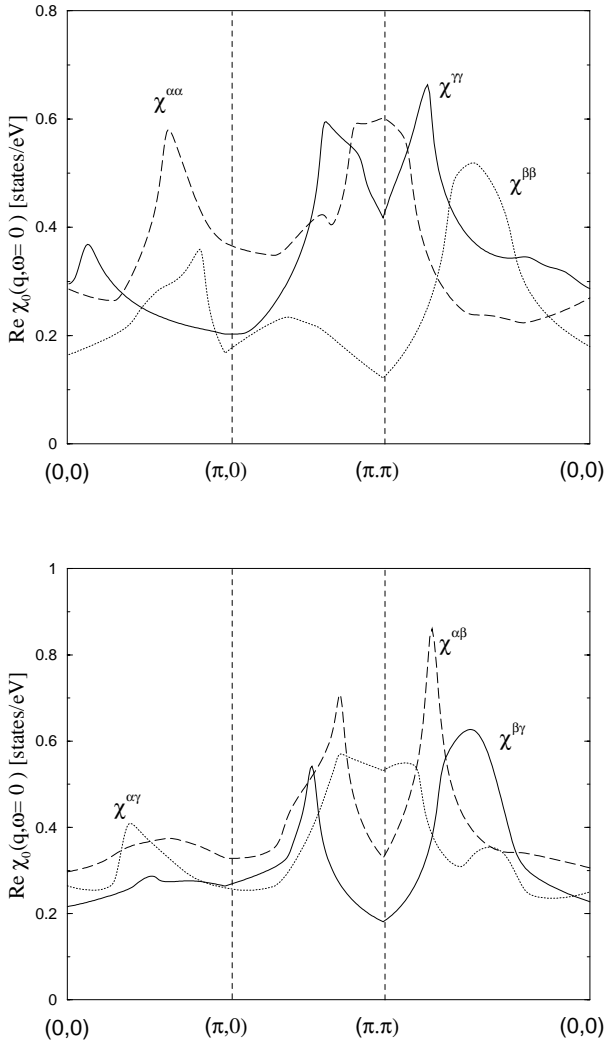 0.8
χ^γγ
χ^αα
0.6
χ^ββ
0.4
0.2
0
Re χ₀(q,ω= 0 ) [states/eV]
(0,0)
(π,0)
(π.π)
(0,0)
1
χ^αβ
0.8
χ^βγ
0.6
χ^αγ
0.4
0.2
0
Re χ₀(q,ω= 0 ) [states/eV]
(0,0)
(π,0)
(π.π)
(0,0)